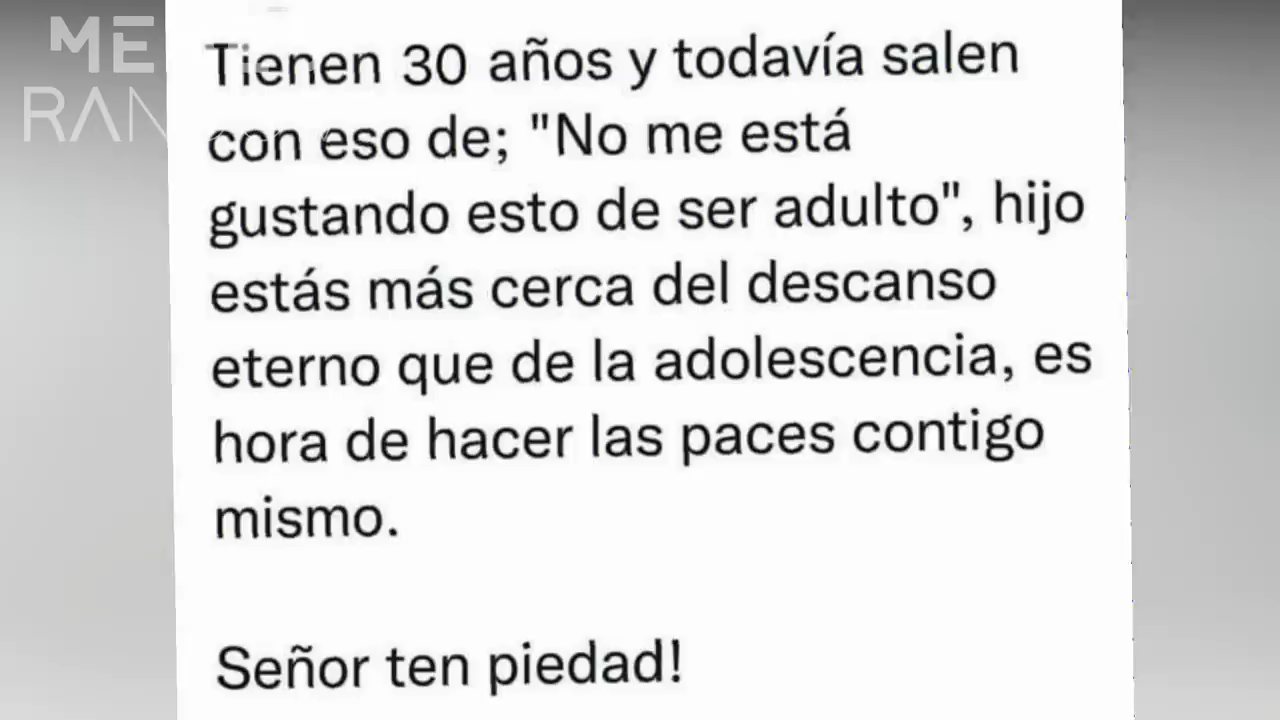 ME
RAN
Tienen 30 años y todavía salen
con eso de; "No me está
gustando esto de ser adulto", hijo
estás más cerca del descanso
eterno que de la adolescencia, es
hora de hacer las paces contigo
mismo.
Señor ten piedad!